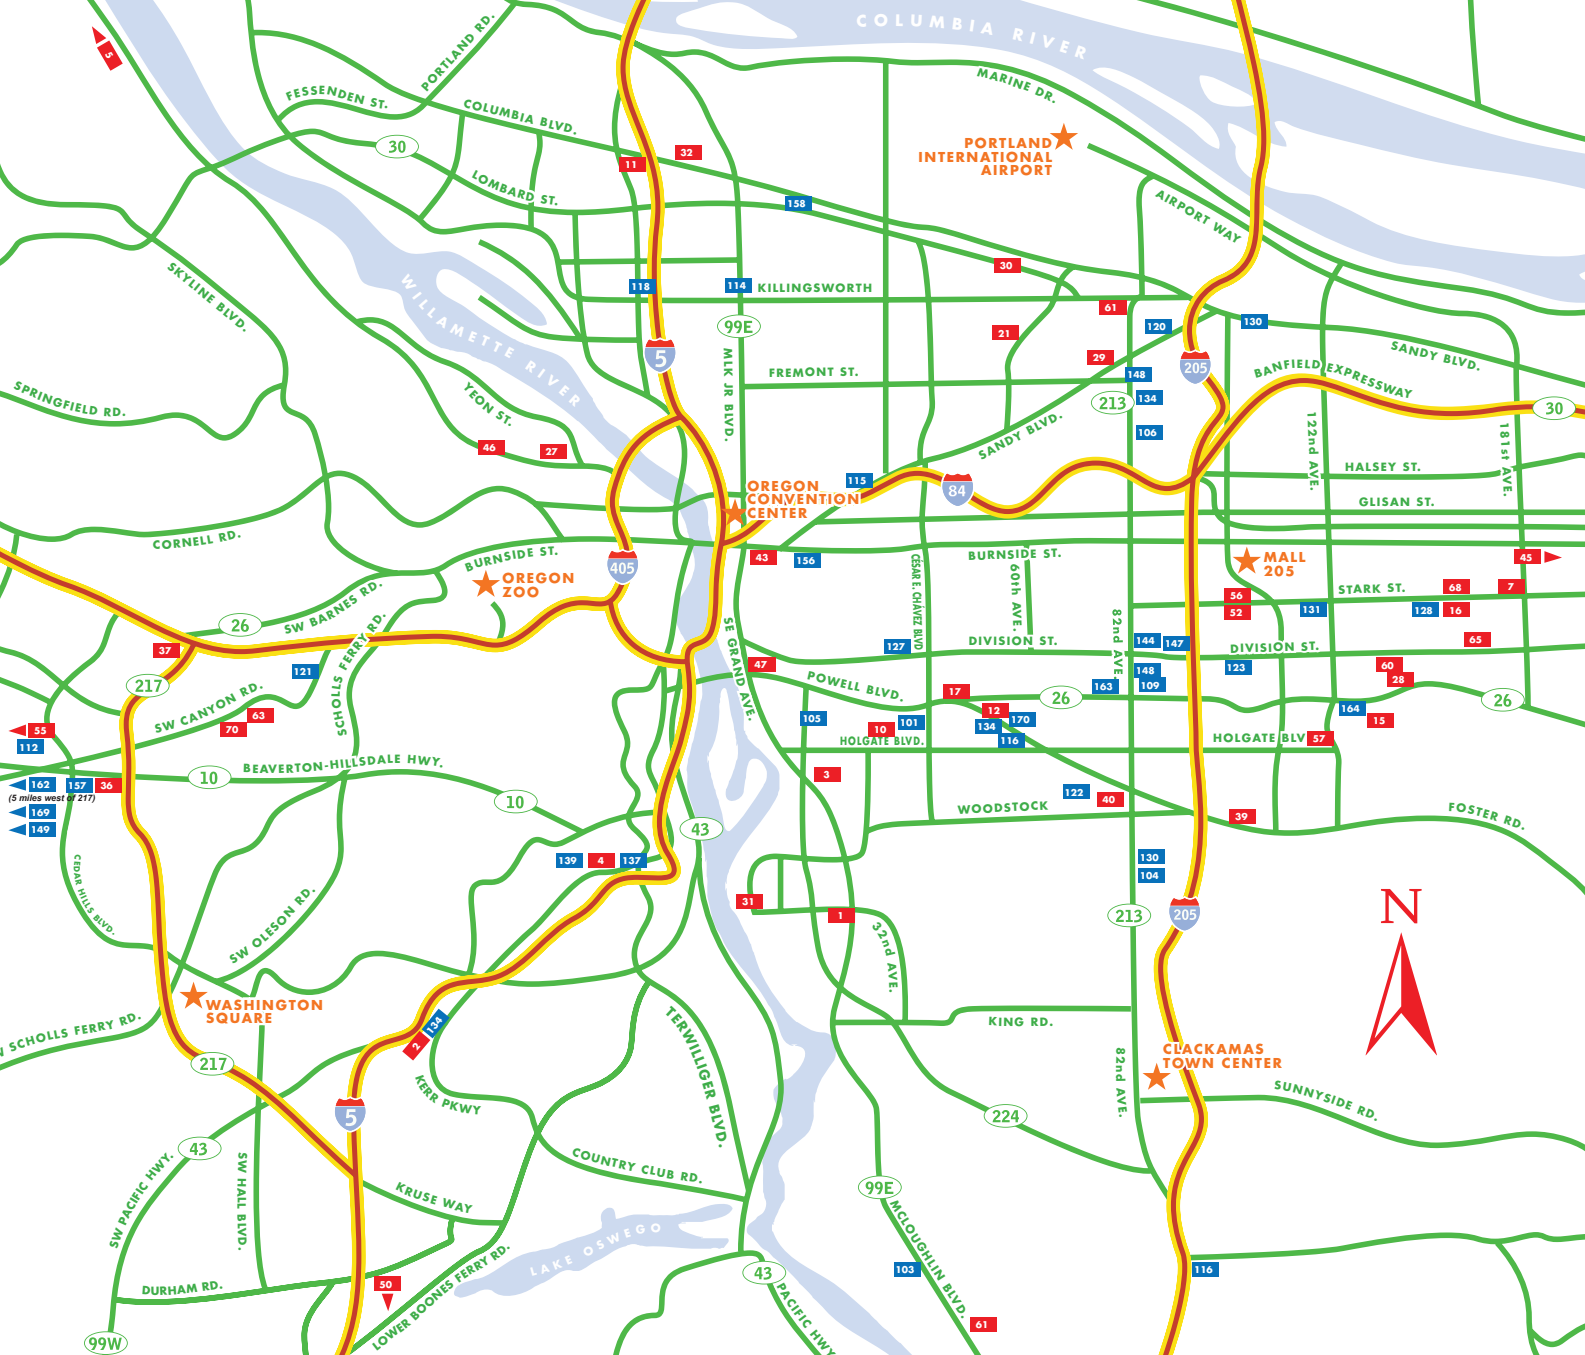 COLUMBIA RIVER
5
PORTLAND RD.
FESSENDEN ST.
COLUMBIA BLVD.
MARINE DR.
30
32
11
PORTLAND
INTERNATIONAL
AIRPORT
LOMBARD ST.
158
AIRPORT WAY
SKYLINE BLVD.
WILLAMETTE RIVER
30
118
114
KILLINGSWORTH
61
99E
120
130
21
5
MLK JR BLVD.
29
205
SANDY BLVD.
FREMONT ST.
148
BANFIELD EXPRESSWAY
SPRINGFIELD RD.
YEON ST.
213
134
30
SANDY BLVD.
106
122nd AVE.
181st AVE.
46
27
115
84
HALSEY ST.
OREGON
CONVENTION
CENTER
GLISAN ST.
CORNELL RD.
BURNSIDE ST.
43
156
BURNSIDE ST.
MALL
205
45
405
OREGON
ZOO
CESAR E. CHAVEZ BLVD
60th AVE.
STARK ST.
68
7
SW BARNES RD.
26
56
52
131
128
16
SCHOLLS FERRY RD.
SE GRAND AVE.
82nd AVE.
37
127
DIVISION ST.
144
147
DIVISION ST.
65
121
47
148
123
60
28
217
POWELL BLVD.
17
26
163
109
26
SW CANYON RD.
63
70
105
10
101
12
170
134
116
164
15
55
112
HOLGATE BLVD.
HOLGATE BLV
57
10
BEAVERTON-HILLSDALE HWY.
3
162
157
36
(5 miles west of 217)
10
122
40
WOODSTOCK
39
FOSTER RD.
169
149
43
CEDAR HILLS BLVD.
139
4
137
130
104
SW OLESON RD.
31
1
213
205
N
32nd AVE.
WASHINGTON
SQUARE
W SCHOLLS FERRY RD.
134
2
TERWILLIGER BLVD.
KING RD.
CLACKAMAS
TOWN CENTER
217
82nd AVE.
KERR PKWY
5
224
SUNNYSIDE RD.
43
SW PACIFIC HWY.
SW HALL BLVD.
COUNTRY CLUB RD.
KRUSE WAY
99E
MCLOUGHLIN BLVD.
LAKE OSWEGO
103
116
DURHAM RD.
50
LOWER BOONES FERRY RD.
43
PACIFIC HWY
61
99W